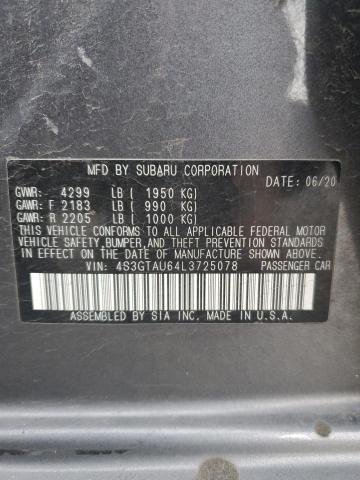 MFD BY SUBARU CORPORATION
DATE: 06/20
GVWR: 4299 LB ( 1950 KG)
GAWR: F 2183 LB ( 990 KG)
GAWR: R 2205 LB ( 1000 KG)
THIS VEHICLE CONFORMS TO ALL APPLICABLE FEDERAL MOTOR
VEHICLE SAFETY, BUMPER, AND THEFT PREVENTION STANDARDS
IN EFFECT ON THE DATE OF MANUFACTURE SHOWN ABOVE.
VIN: 4S3GTAU64L3725078 PASSENGER CAR
ASSEMBLED BY SIA INC. MADE IN U.S.A.